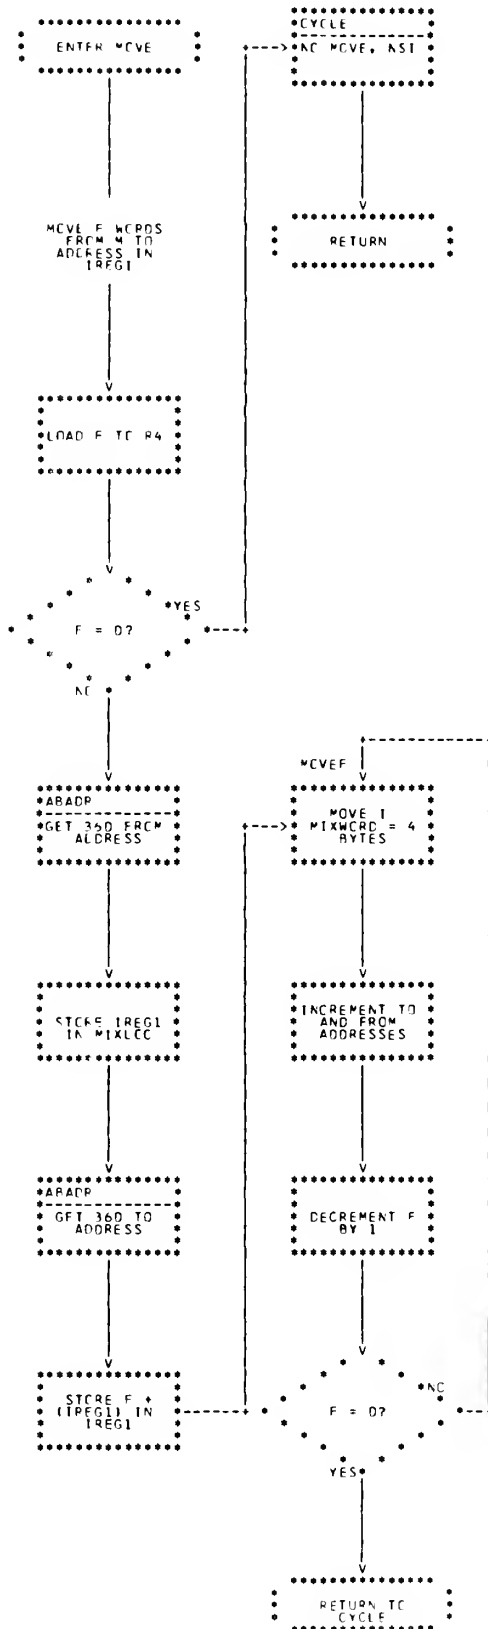 ENTER MOVE
MOVE F WORDS
FROM M TO
ADDRESS IN
IREG1
LOAD F TO R4
F = 0?
YES
NO
CYCLE
NO MOVE, NSI
RETURN
ABADR
GET 360 FROM
ADDRESS
STORE IREG1
IN MIXLOC
ABADR
GET 360 TO
ADDRESS
STORE F +
(IREG1) IN
IREG1
MOVEF
MOVE 1
MIXWORD = 4
BYTES
INCREMENT TO
AND FROM
ADDRESSES
DECREMENT F
BY 1
F = 0?
NO
YES
RETURN TO
CYCLE